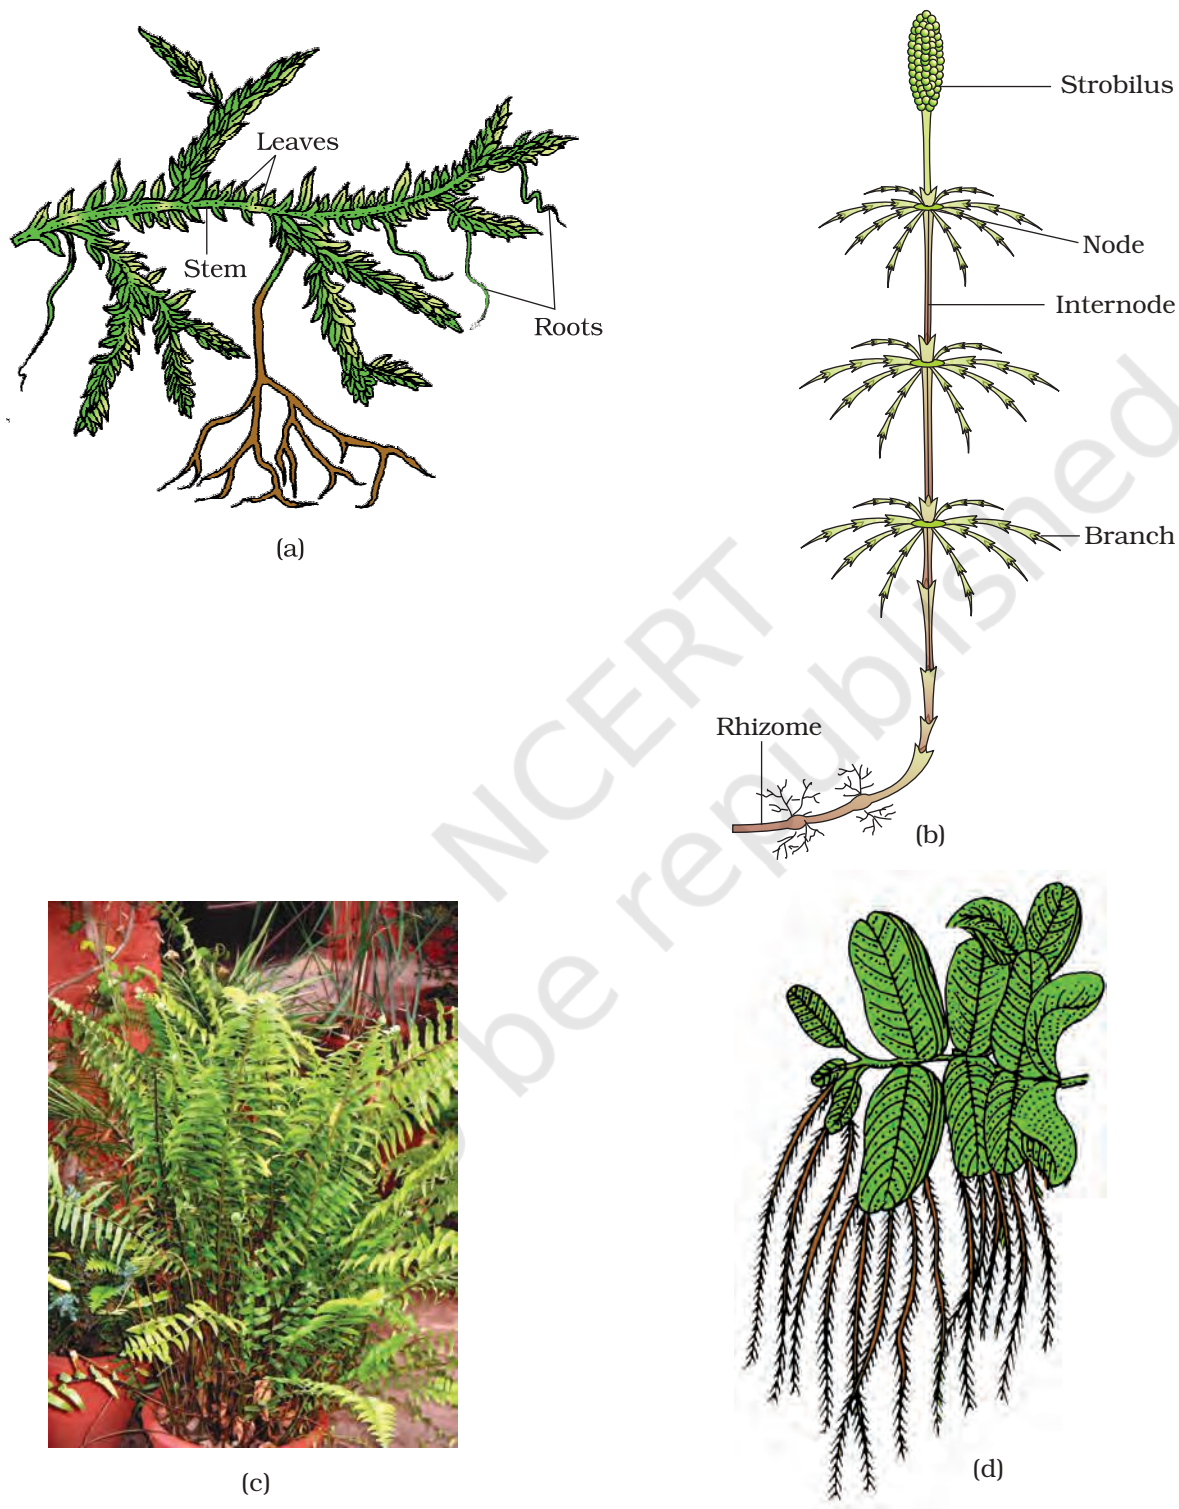 Leaves
Stem
Roots
(a)
Strobilus
Node
Internode
Branch
Rhizome
(b)
(c)
(d)
NCERT
be republished